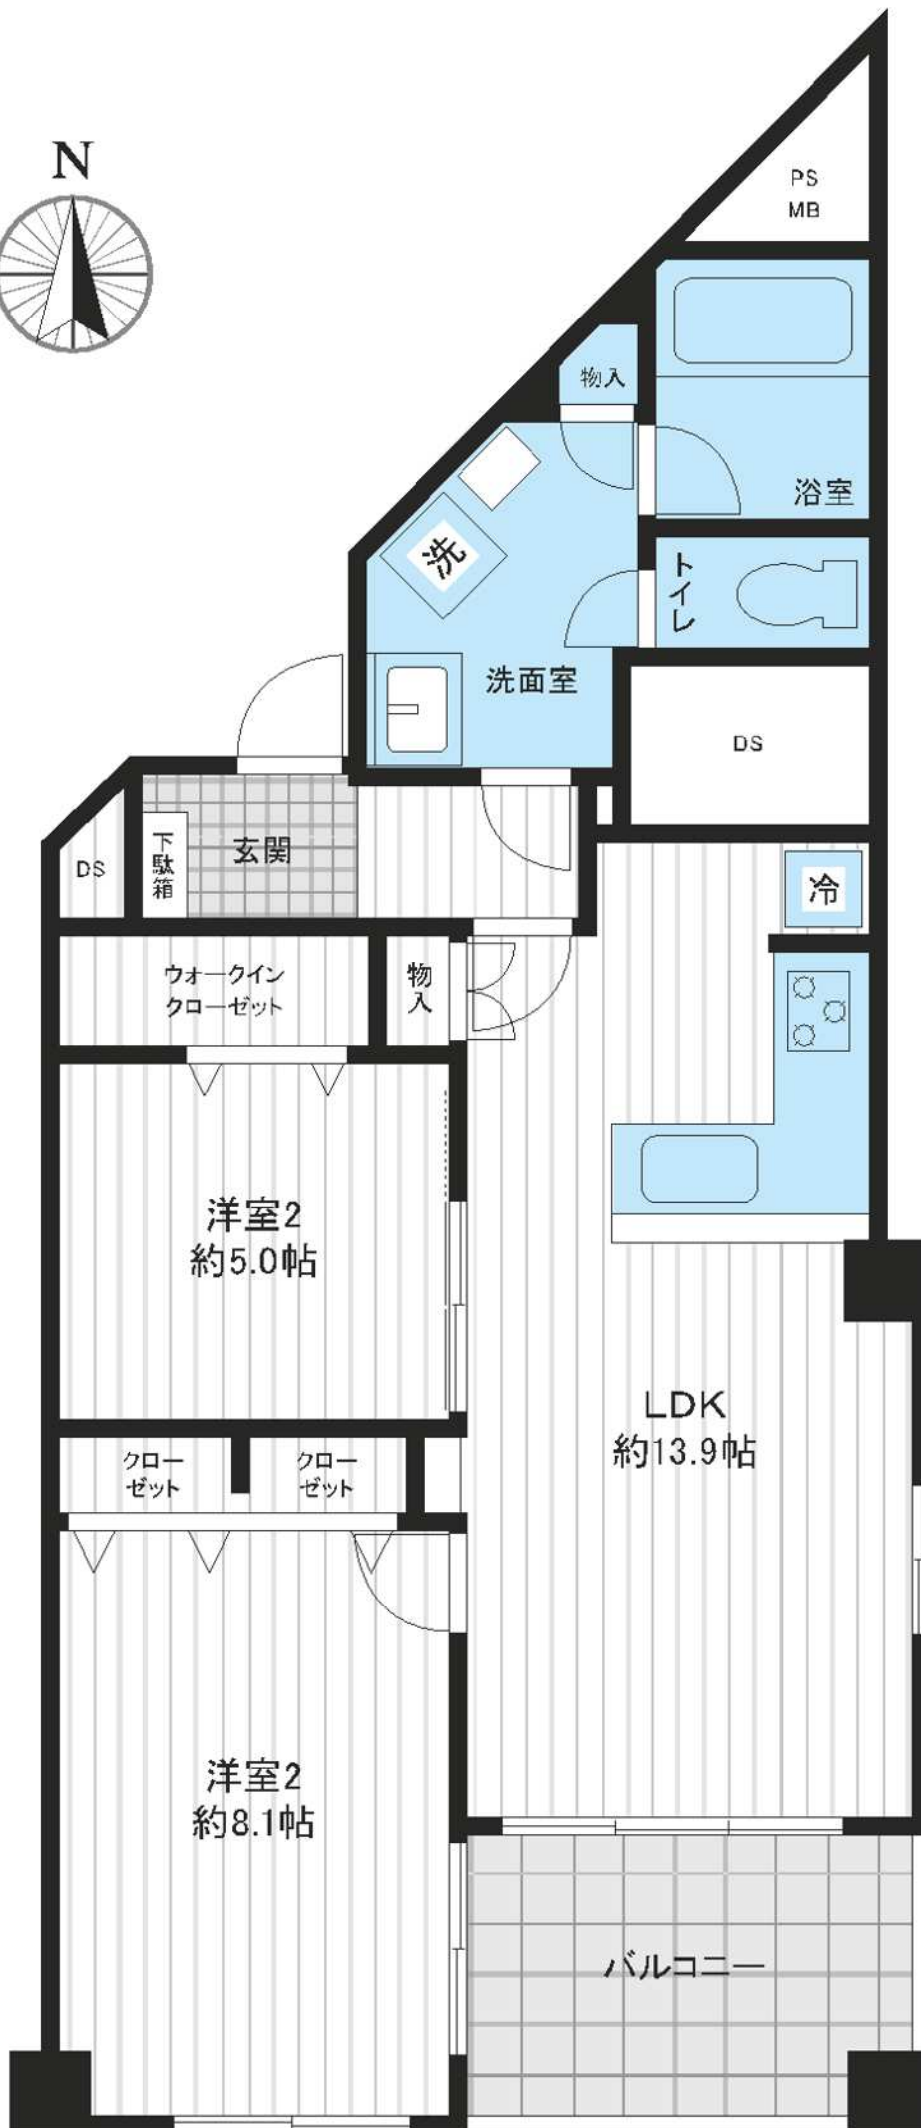 N
PS
MB
物入
浴室
洗
トイレ
洗面室
DS
玄関
下駄箱
DS
冷
ウォークイン
クローゼット
物入
洋室2
約5.0帖
LDK
約13.9帖
クロー
ゼット
クロー
ゼット
洋室2
約8.1帖
バルコニー